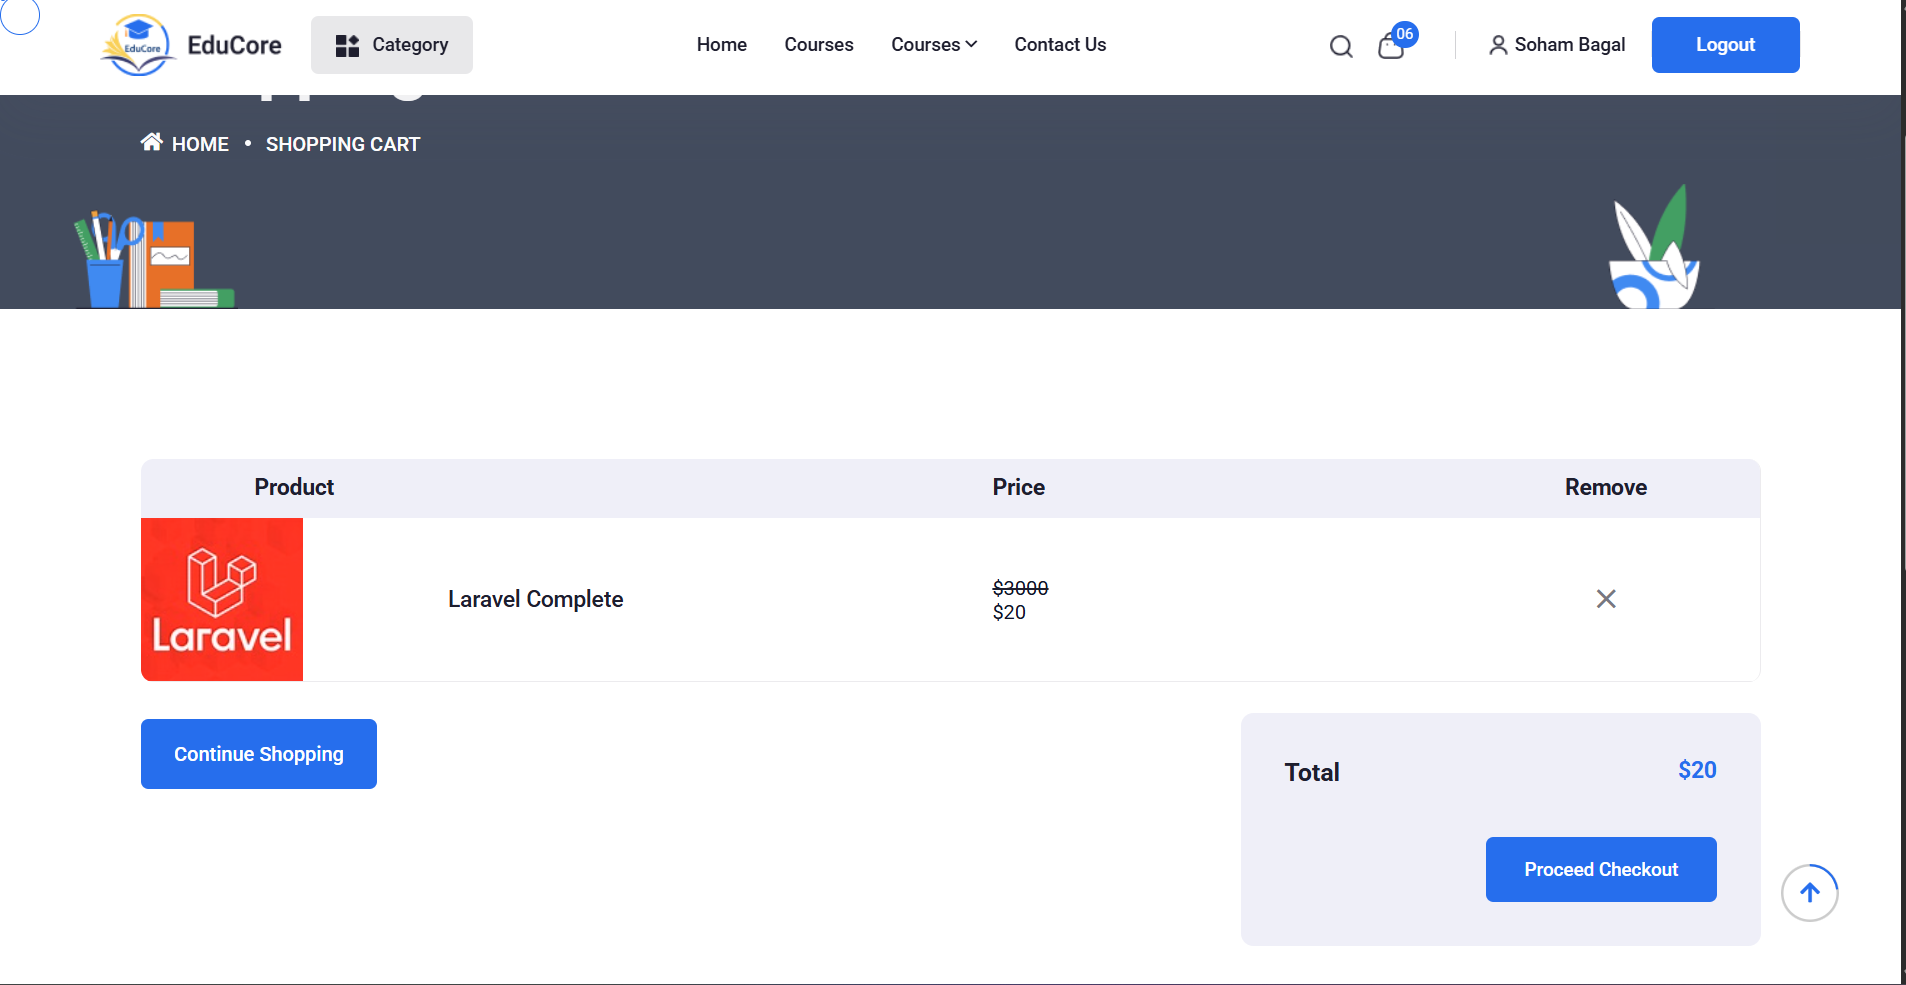 EduCore
EduCore
Category
Home
Courses
Courses
Contact Us
06
Soham Bagal
Logout
HOME • SHOPPING CART
Product
Price
Remove
Laravel
Laravel Complete
$3000
$20
Continue Shopping
Total
$20
Proceed Checkout